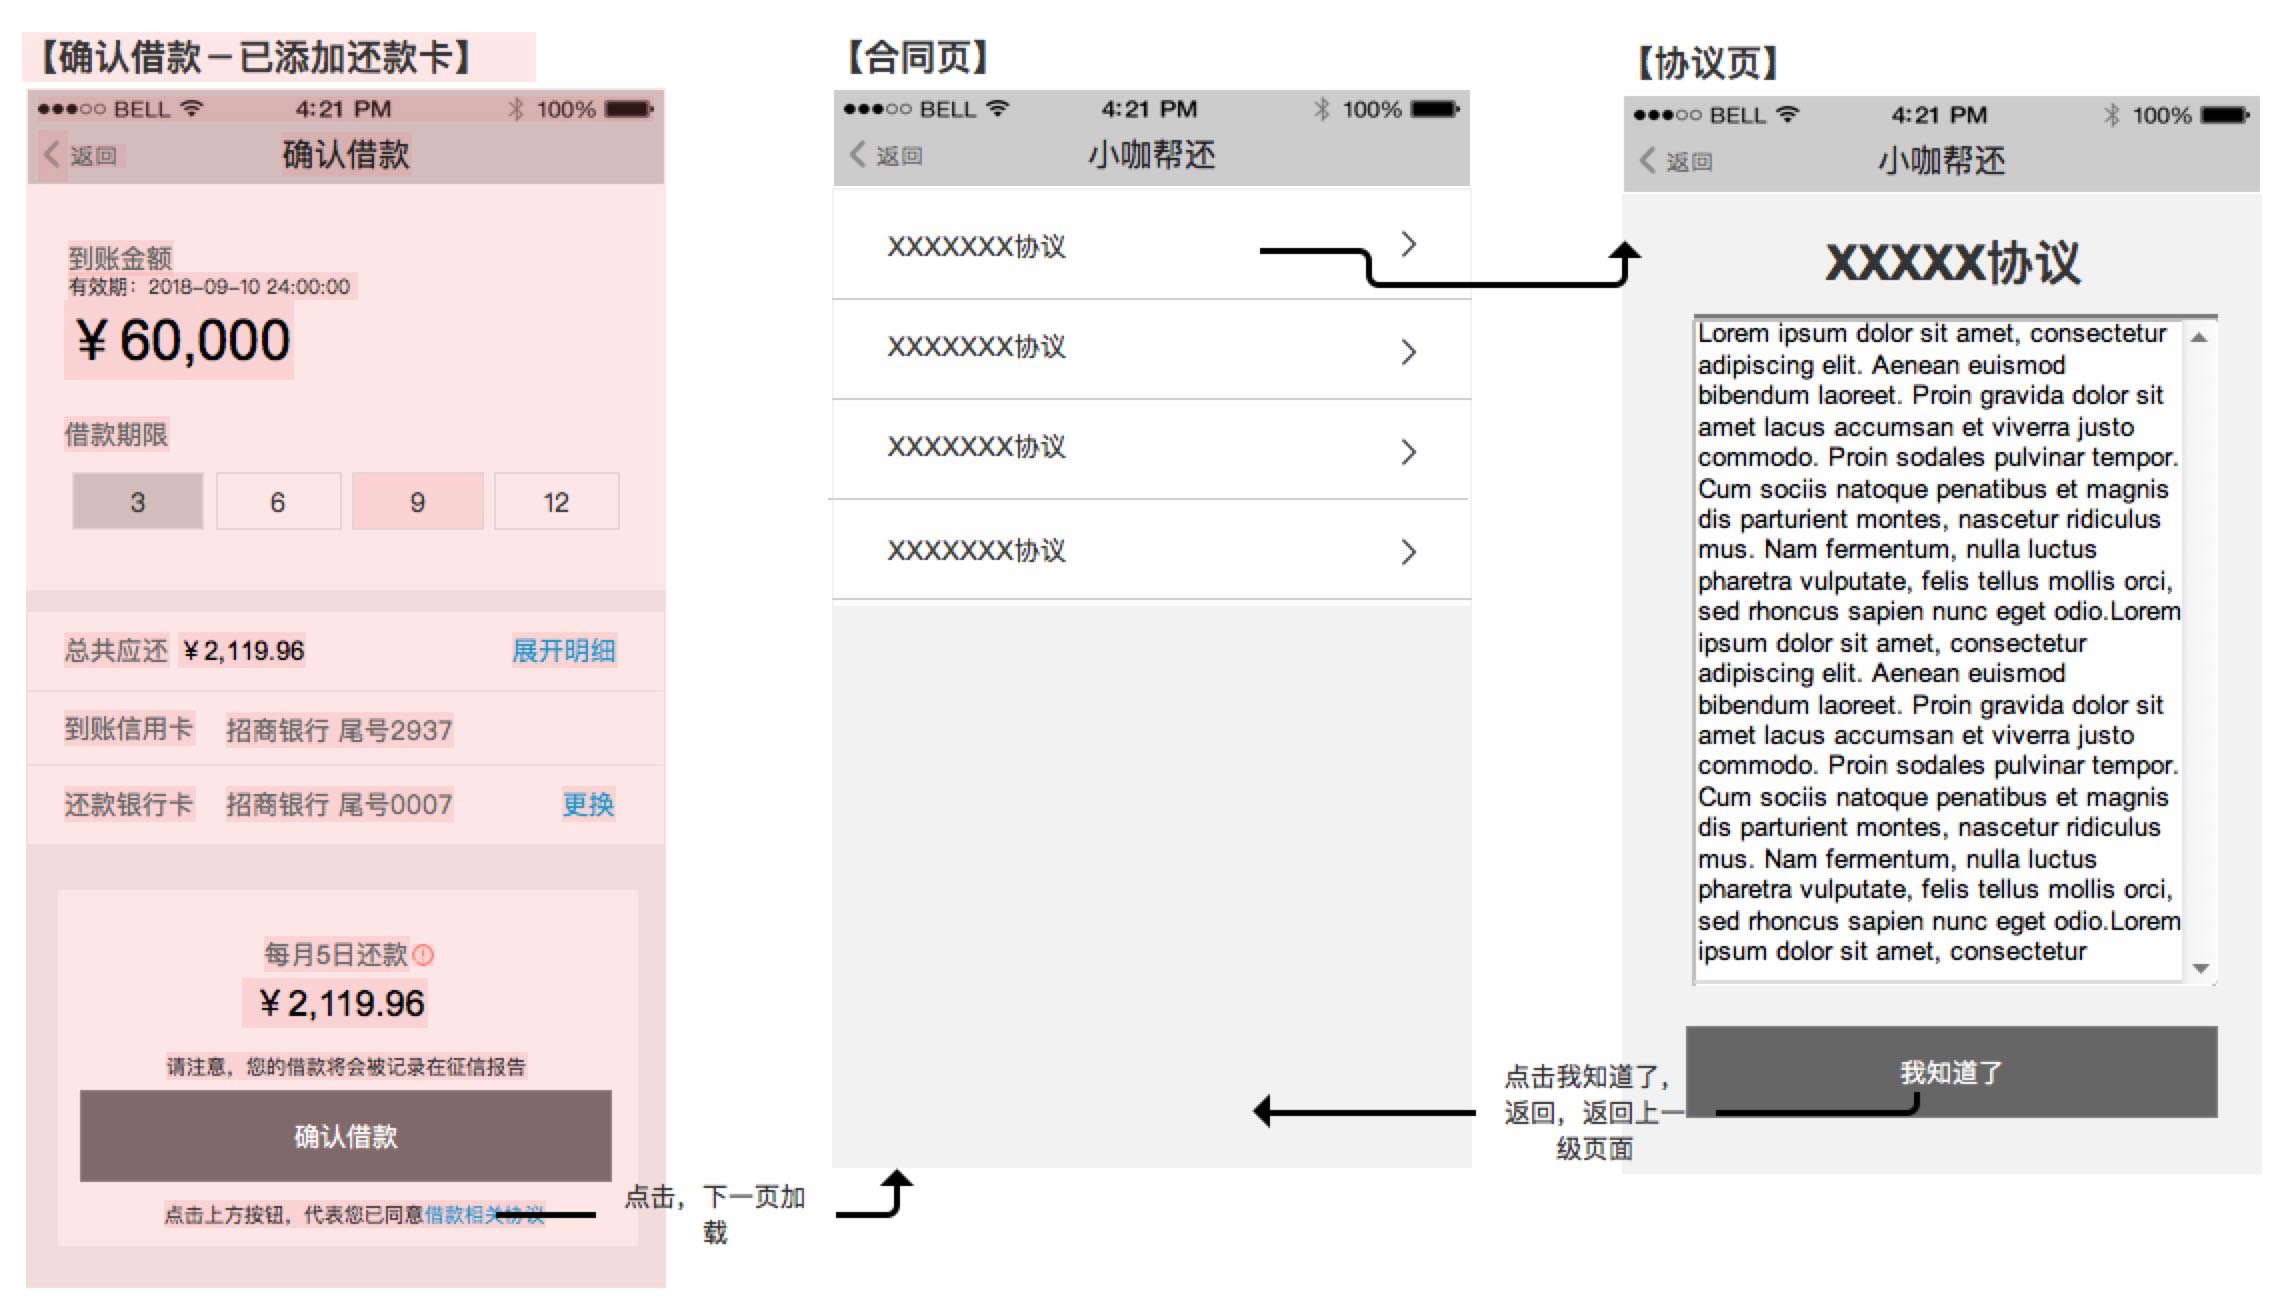 【确认借款－已添加还款卡】
BELL 4:21 PM 100%
返回 确认借款
到账金额
有效期：2018-09-10 24:00:00
￥60,000
借款期限
3 6 9 12
总共应还 ￥2,119.96 展开明细
到账信用卡 招商银行 尾号2937
还款银行卡 招商银行 尾号0007 更换
每月5日还款
￥2,119.96
请注意，您的借款将会被记录在征信报告
确认借款
点击上方按钮，代表您已同意借款相关协议
点击，下一页加
载
【合同页】
BELL 4:21 PM 100%
返回 小咖帮还
XXXXXXX协议
XXXXXXX协议
XXXXXXX协议
XXXXXXX协议
点击我知道了，
返回，返回上一
级页面
【协议页】
BELL 4:21 PM 100%
返回 小咖帮还
XXXXX协议
Lorem ipsum dolor sit amet, consectetur
adipiscing elit. Aenean euismod
bibendum laoreet. Proin gravida dolor sit
amet lacus accumsan et viverra justo
commodo. Proin sodales pulvinar tempor.
Cum sociis natoque penatibus et magnis
dis parturient montes, nascetur ridiculus
mus. Nam fermentum, nulla luctus
pharetra vulputate, felis tellus mollis orci,
sed rhoncus sapien nunc eget odio.Lorem
ipsum dolor sit amet, consectetur
adipiscing elit. Aenean euismod
bibendum laoreet. Proin gravida dolor sit
amet lacus accumsan et viverra justo
commodo. Proin sodales pulvinar tempor.
Cum sociis natoque penatibus et magnis
dis parturient montes, nascetur ridiculus
mus. Nam fermentum, nulla luctus
pharetra vulputate, felis tellus mollis orci,
sed rhoncus sapien nunc eget odio.Lorem
ipsum dolor sit amet, consectetur
我知道了